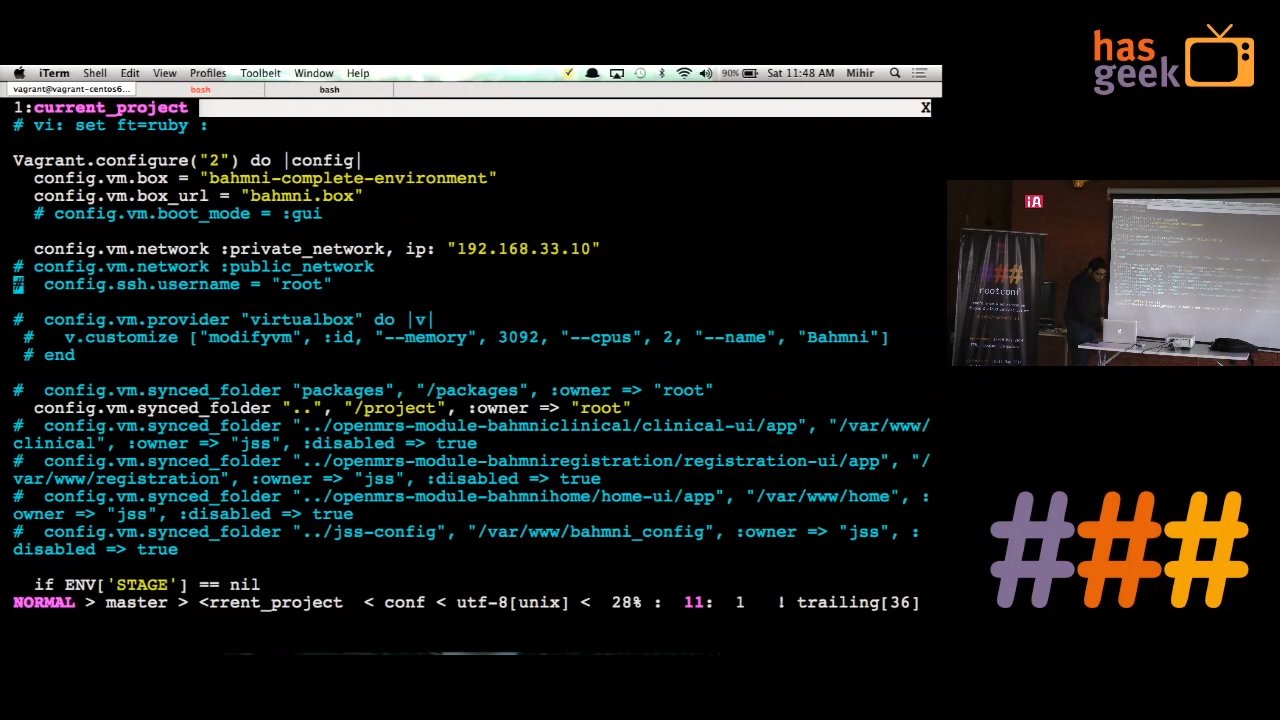 has
geek
iTerm Shell Edit View Profiles Toolbelt Window Help 90% Sat 11:48 AM Mihir
vagrant@vagrant-centos6... bash bash
1:current_project X
# vi: set ft=ruby :
Vagrant.configure("2") do |config|
config.vm.box = "bahmni-complete-environment"
config.vm.box_url = "bahmni.box"
# config.vm.boot_mode = :gui
config.vm.network :private_network, ip: "192.168.33.10"
# config.vm.network :public_network
# config.ssh.username = "root"
# config.vm.provider "virtualbox" do |v|
# v.customize ["modifyvm", :id, "--memory", 3092, "--cpus", 2, "--name", "Bahmni"]
# end
# config.vm.synced_folder "packages", "/packages", :owner => "root"
config.vm.synced_folder "..", "/project", :owner => "root"
# config.vm.synced_folder "../openmrs-module-bahmniclinical/clinical-ui/app", "/var/www/
clinical", :owner => "jss", :disabled => true
# config.vm.synced_folder "../openmrs-module-bahmniregistration/registration-ui/app", "/
var/www/registration", :owner => "jss", :disabled => true
# config.vm.synced_folder "../openmrs-module-bahmnihome/home-ui/app", "/var/www/home", :
owner => "jss", :disabled => true
# config.vm.synced_folder "../jss-config", "/var/www/bahmni_config", :owner => "jss", :
disabled => true
if ENV['STAGE'] == nil
NORMAL > master > <rrent_project < conf < utf-8[unix] < 28% : 11: 1 ! trailing[36]
iA
###
rootconf
###